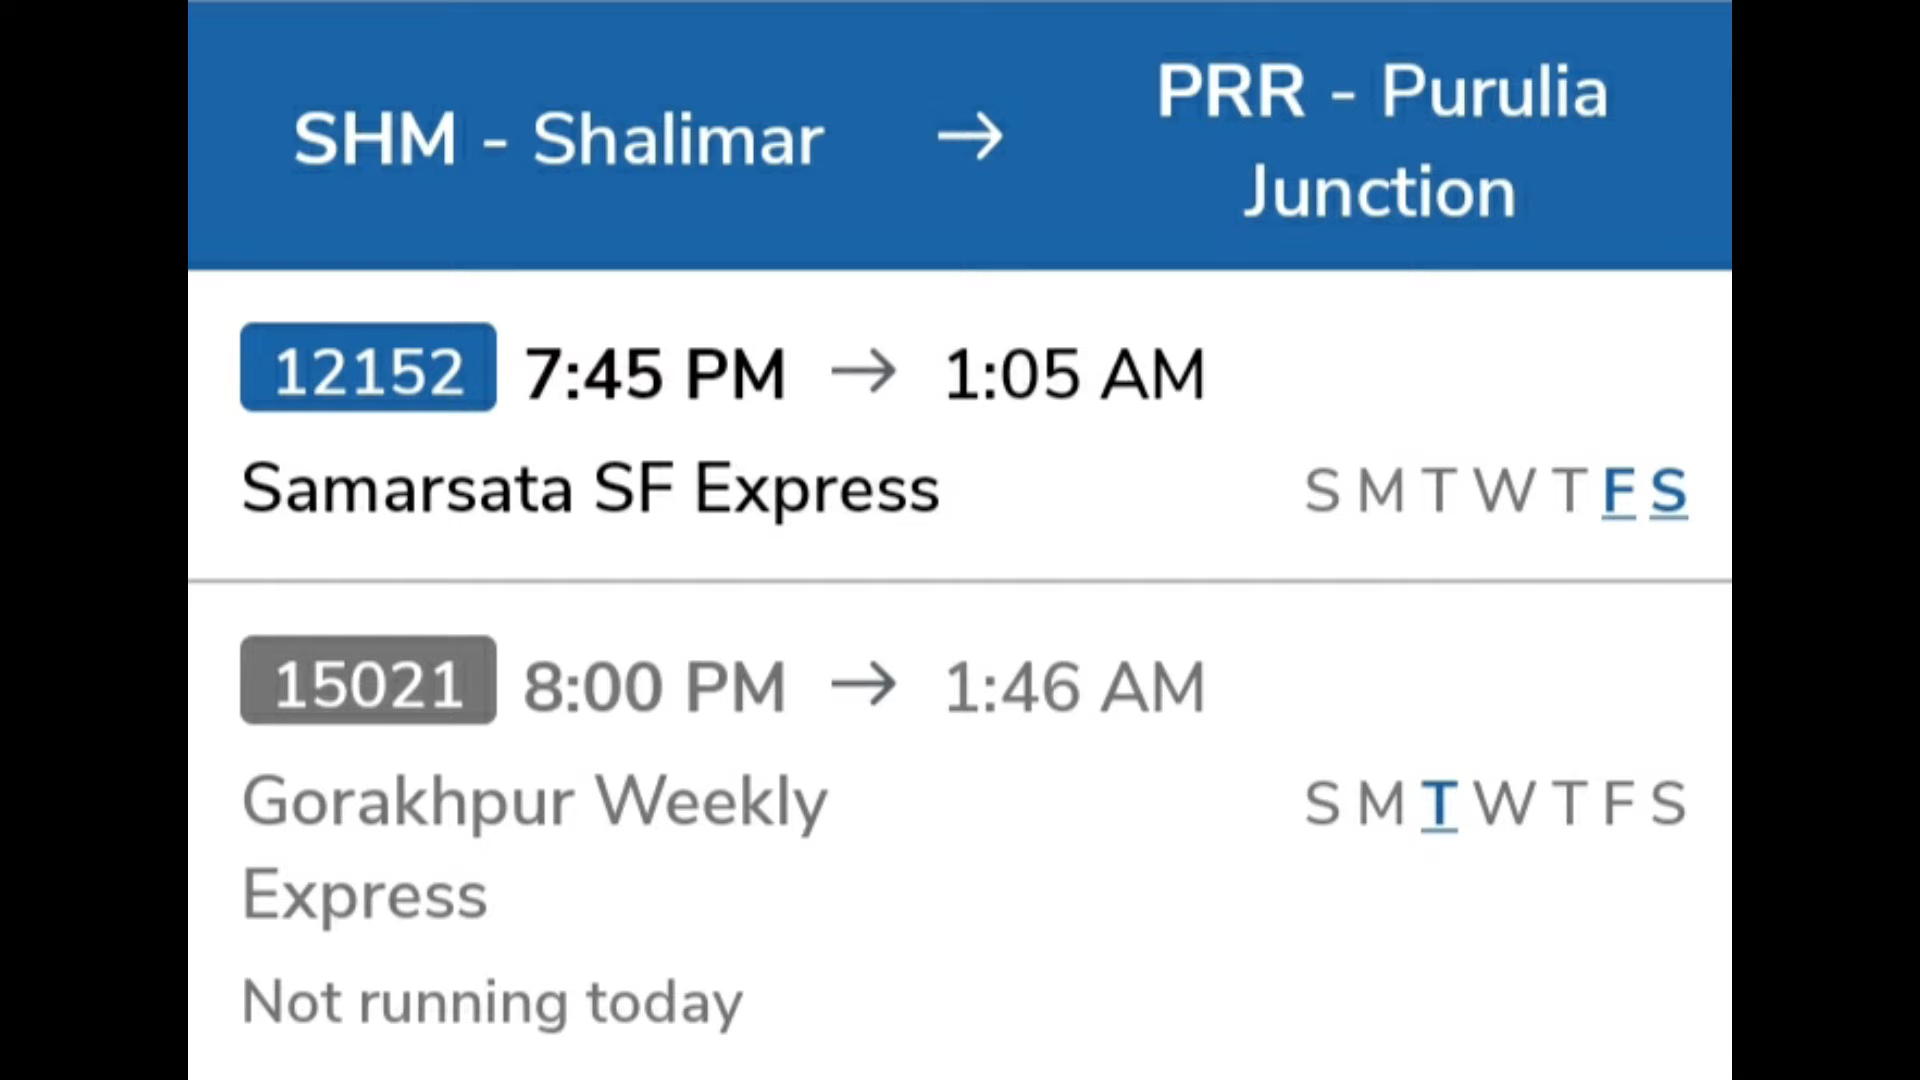 SHM - Shalimar → PRR - Purulia Junction
12152 7:45 PM → 1:05 AM
Samarsata SF Express S M T W T F S
15021 8:00 PM → 1:46 AM
Gorakhpur Weekly S M T W T F S
Express
Not running today